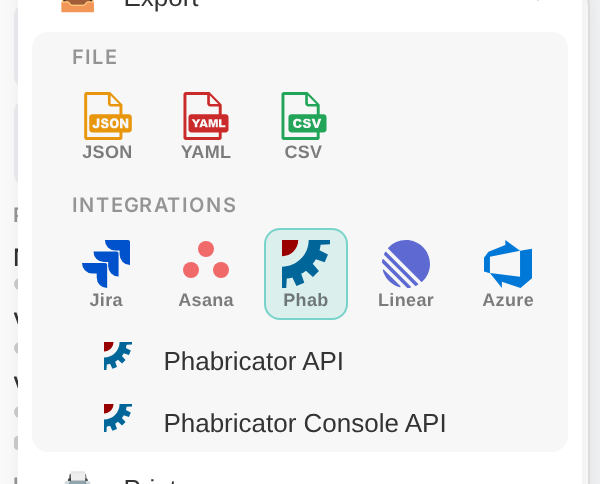 Export
FILE
JSON YAML CSV
JSON YAML CSV
INTEGRATIONS
Jira Asana Phab Linear Azure
Phabricator API
Phabricator Console API
Print